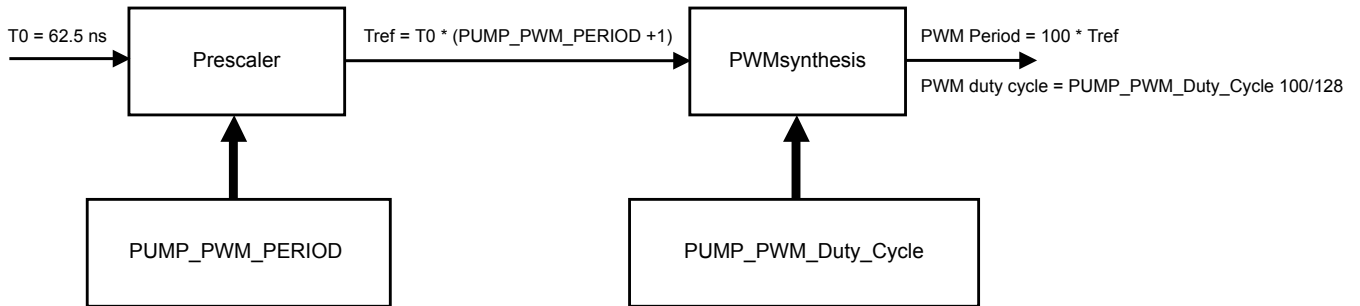 T0 = 62.5 ns
Prescaler
Tref = T0 * (PUMP_PWM_PERIOD +1)
PWMsynthesis
PWM Period = 100 * Tref
PWM duty cycle = PUMP_PWM_Duty_Cycle 100/128
PUMP_PWM_PERIOD
PUMP_PWM_Duty_Cycle